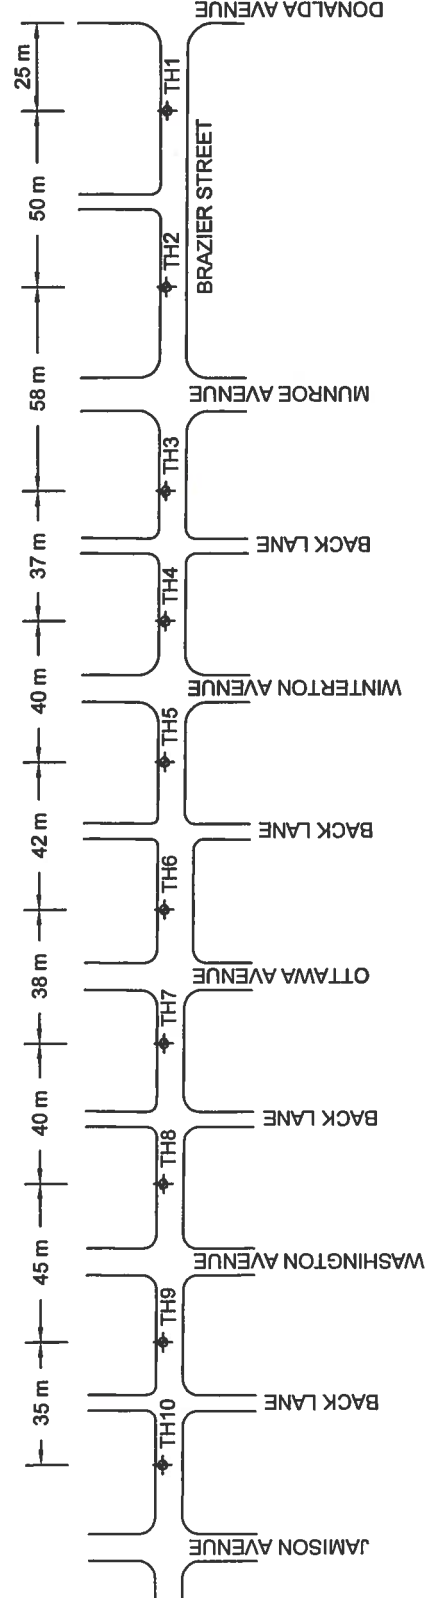 DONALDA AVENUE
25 m
TH1
50 m
BRAZIER STREET
TH2
58 m
MUNROE AVENUE
TH3
BACK LANE
37 m
TH4
WINTERTON AVENUE
40 m
TH5
BACK LANE
42 m
TH6
OTTAWA AVENUE
38 m
TH7
BACK LANE
40 m
TH8
WASHINGTON AVENUE
45 m
TH9
BACK LANE
35 m
TH10
JAMISON AVENUE